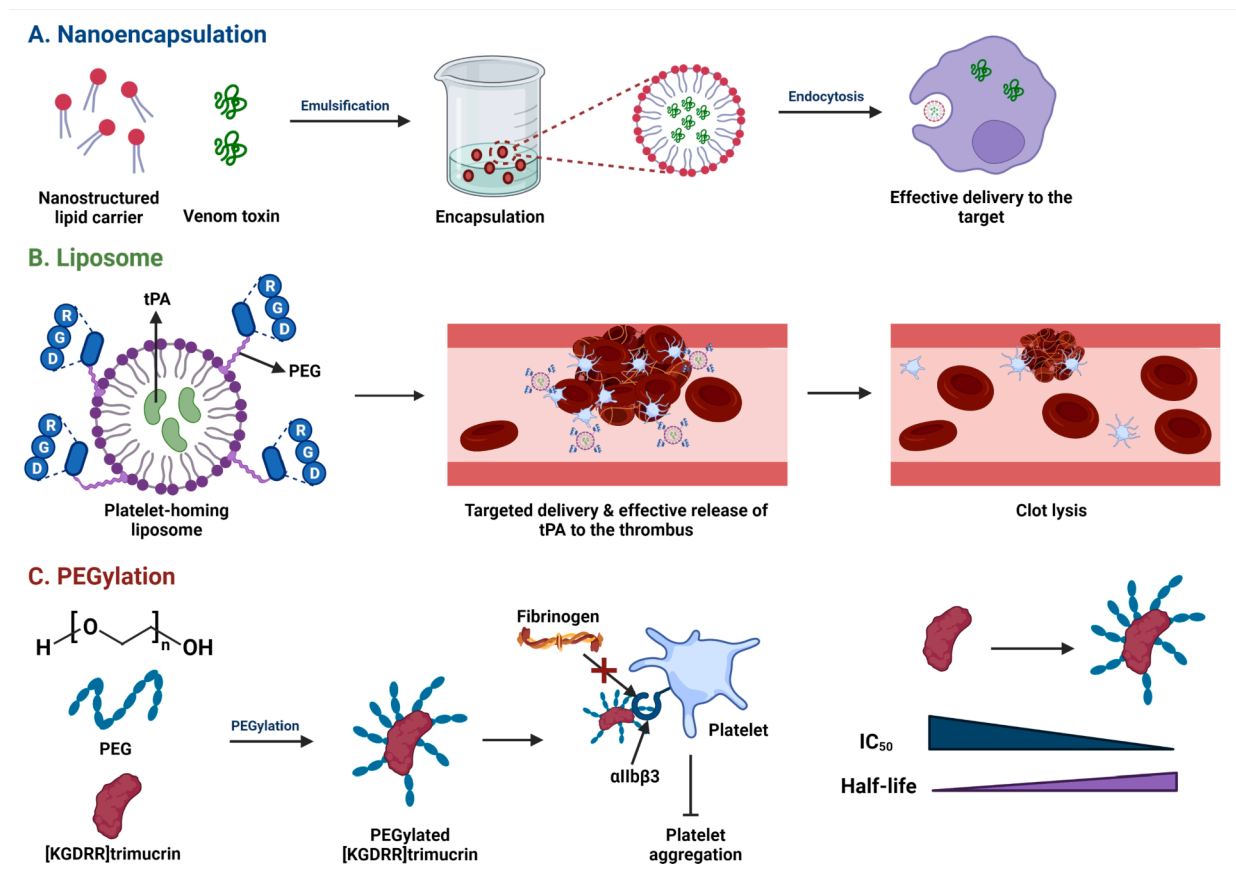 A. Nanoencapsulation
Emulsification
Endocytosis
Nanostructured
lipid carrier
Venom toxin
Encapsulation
Effective delivery to the
target
B. Liposome
tPA
R
G
D
R
G
D
PEG
R
G
D
R
G
D
Platelet-homing
liposome
Targeted delivery & effective release of
tPA to the thrombus
Clot lysis
C. PEGylation
H[O]nOH
PEG
[KGDRR]trimucrin
PEGylation
PEGylated
[KGDRR]trimucrin
Fibrinogen
Platelet
αIIbβ3
Platelet
aggregation
IC50
Half-life